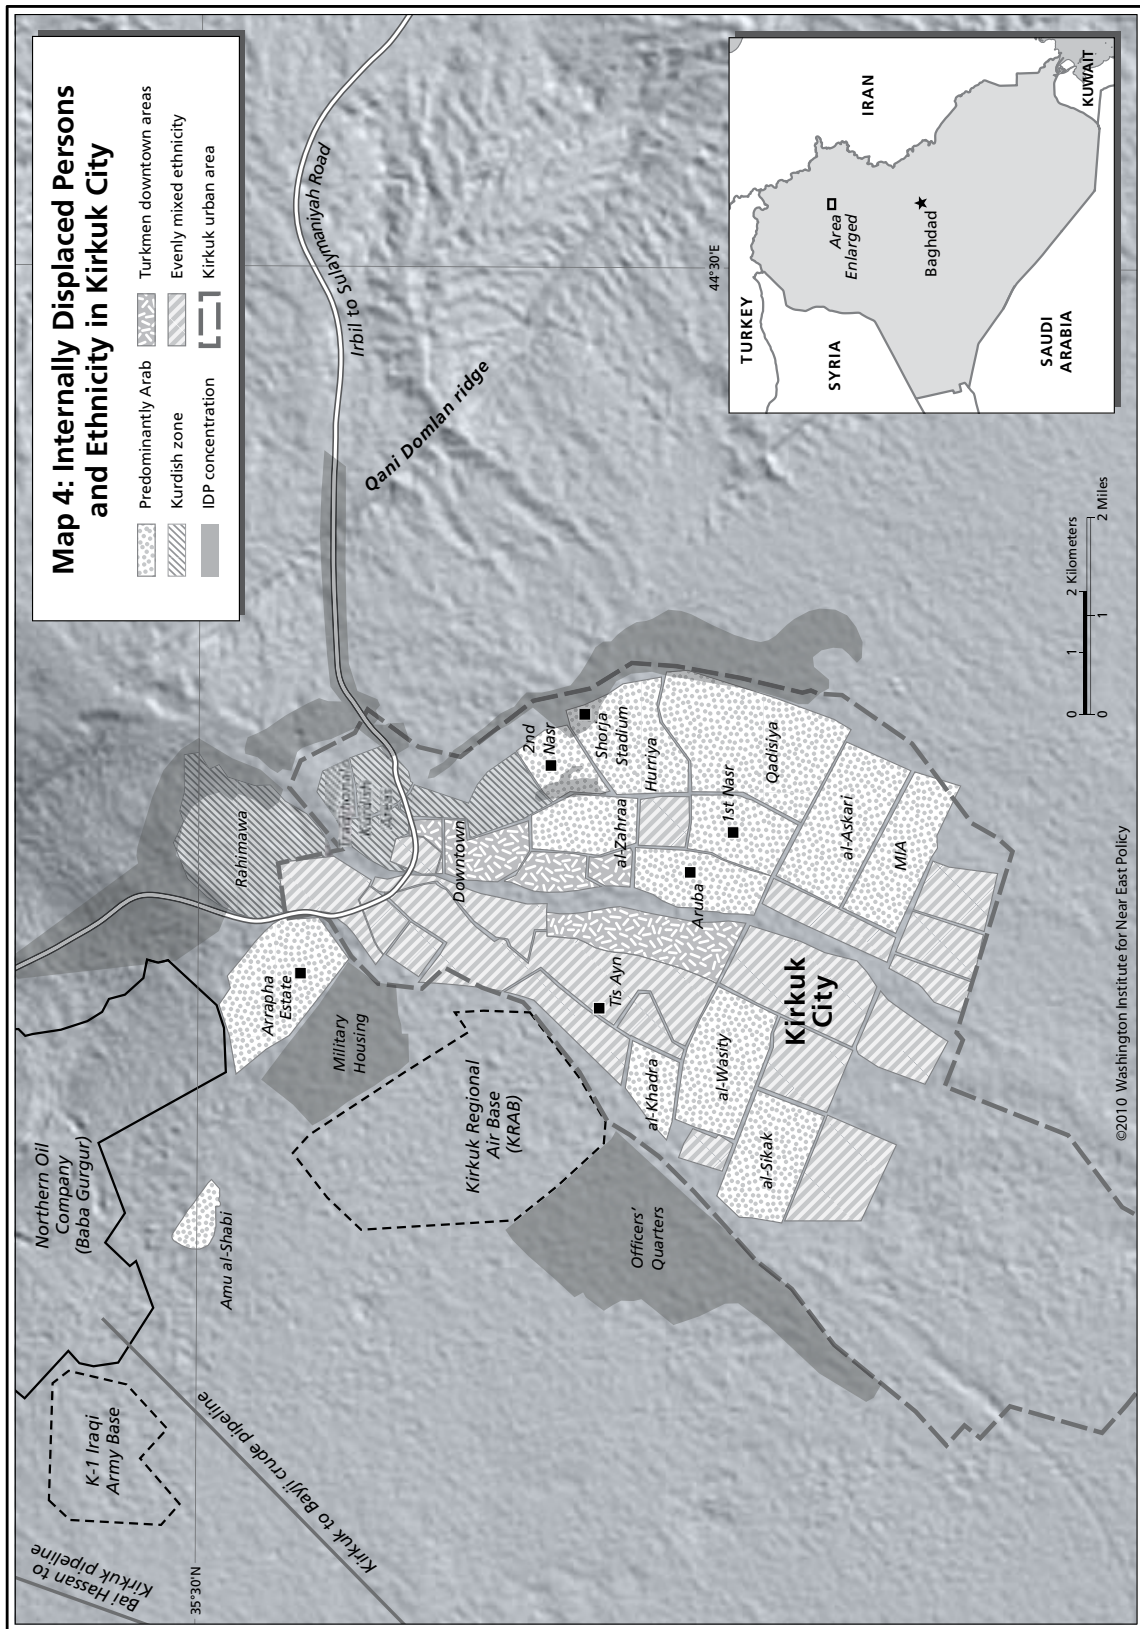 Map 4: Internally Displaced Persons
and Ethnicity in Kirkuk City
Predominantly Arab
Kurdish zone
IDP concentration
Turkmen downtown areas
Evenly mixed ethnicity
Kirkuk urban area
Bai Hassan to
Kirkuk pipeline
K-1 Iraqi
Army Base
35°30'N
Kirkuk to Bayji crude pipeline
Northern Oil
Company
(Baba Gurgur)
Amu al-Shabi
Arrapha
Estate
Military
Housing
Kirkuk Regional
Air Base
(KRAB)
Officers'
Quarters
Rahimawa
Traditional
Kurdish
Areas
Irbil to Sulaymaniyah Road
Qani Domlan ridge
Downtown
2nd
Nasr
Shorja
Stadium
Hurriya
al-Zahraa
Tis Ayn
Aruba
1st Nasr
Qadisiya
al-Khadra
al-Wasity
al-Sikak
Kirkuk
City
al-Askari
MIA
44°30'E
TURKEY
SYRIA
IRAN
Area
Enlarged
Baghdad
SAUDI
ARABIA
KUWAIT
0 1 2 Kilometers
0 1 2 Miles
©2010 Washington Institute for Near East Policy